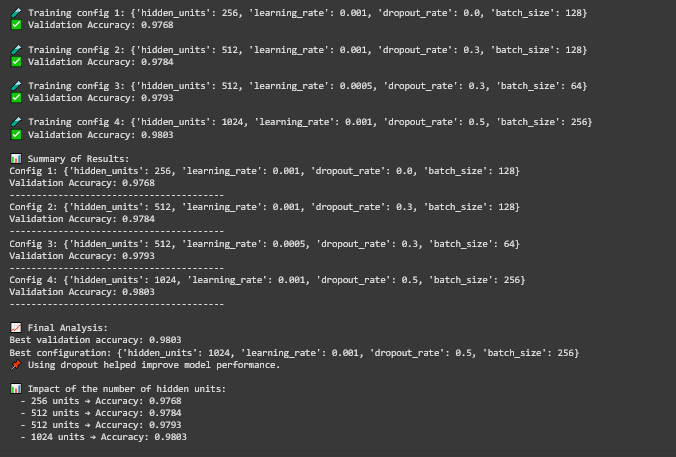 🧪 Training config 1: {'hidden_units': 256, 'learning_rate': 0.001, 'dropout_rate': 0.0, 'batch_size': 128}
✅ Validation Accuracy: 0.9768
🧪 Training config 2: {'hidden_units': 512, 'learning_rate': 0.001, 'dropout_rate': 0.3, 'batch_size': 128}
✅ Validation Accuracy: 0.9784
🧪 Training config 3: {'hidden_units': 512, 'learning_rate': 0.0005, 'dropout_rate': 0.3, 'batch_size': 64}
✅ Validation Accuracy: 0.9793
🧪 Training config 4: {'hidden_units': 1024, 'learning_rate': 0.001, 'dropout_rate': 0.5, 'batch_size': 256}
✅ Validation Accuracy: 0.9803
📊 Summary of Results:
Config 1: {'hidden_units': 256, 'learning_rate': 0.001, 'dropout_rate': 0.0, 'batch_size': 128}
Validation Accuracy: 0.9768
----------------------------------------
Config 2: {'hidden_units': 512, 'learning_rate': 0.001, 'dropout_rate': 0.3, 'batch_size': 128}
Validation Accuracy: 0.9784
----------------------------------------
Config 3: {'hidden_units': 512, 'learning_rate': 0.0005, 'dropout_rate': 0.3, 'batch_size': 64}
Validation Accuracy: 0.9793
----------------------------------------
Config 4: {'hidden_units': 1024, 'learning_rate': 0.001, 'dropout_rate': 0.5, 'batch_size': 256}
Validation Accuracy: 0.9803
----------------------------------------
📈 Final Analysis:
Best validation accuracy: 0.9803
Best configuration: {'hidden_units': 1024, 'learning_rate': 0.001, 'dropout_rate': 0.5, 'batch_size': 256}
📌 Using dropout helped improve model performance.
📊 Impact of the number of hidden units:
- 256 units → Accuracy: 0.9768
- 512 units → Accuracy: 0.9784
- 512 units → Accuracy: 0.9793
- 1024 units → Accuracy: 0.9803